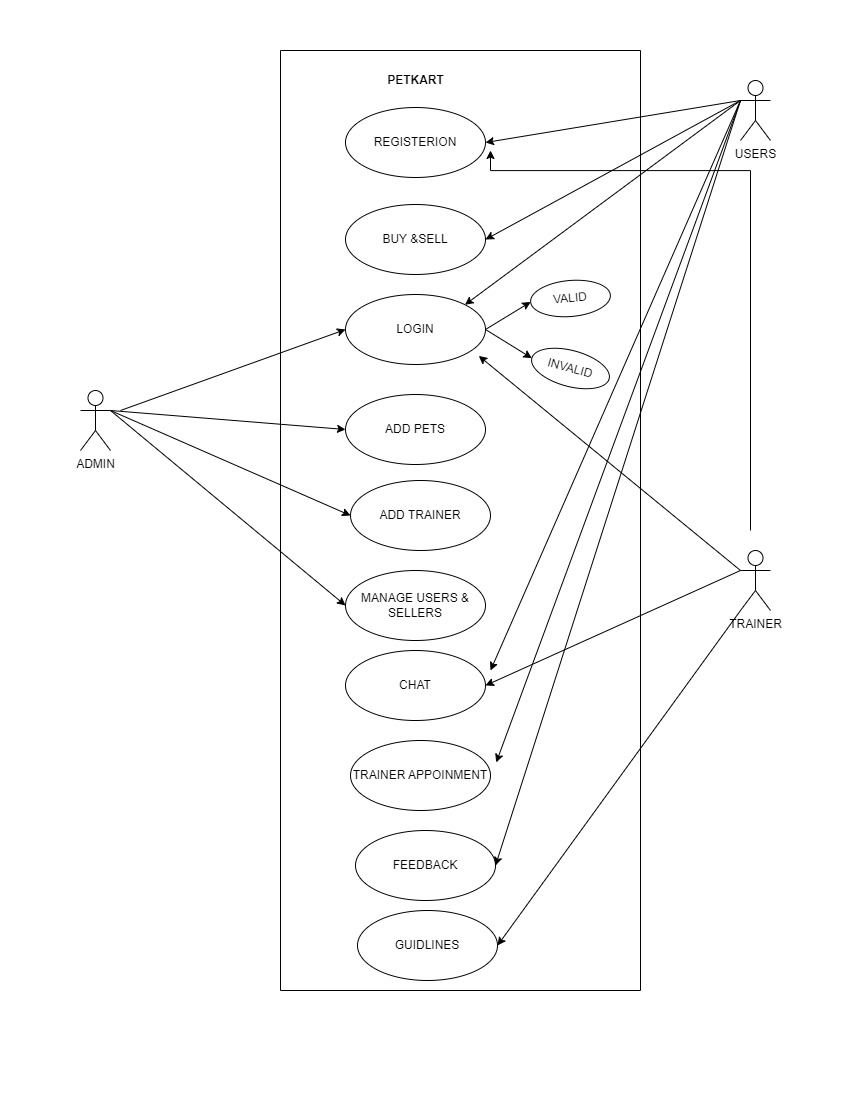 PETKART
REGISTERION
USERS
BUY &SELL
VALID
LOGIN
INVALID
ADD PETS
ADMIN
ADD TRAINER
MANAGE USERS &
SELLERS
TRAINER
CHAT
TRAINER APPOINMENT
FEEDBACK
GUIDLINES